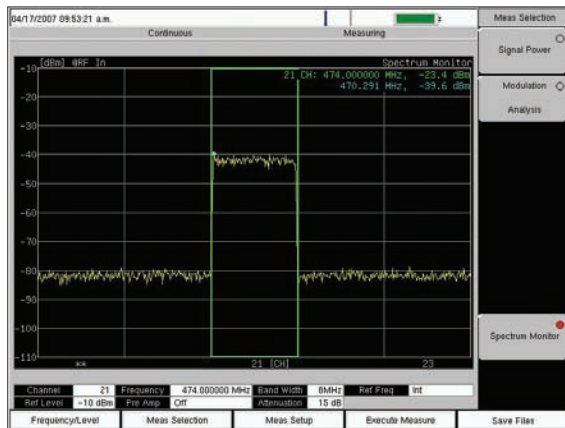 04/17/2007 09:53:21 a.m.
Meas Selection
Continuous
Measuring
Signal Power
[dBm] @RF In
Spectrum Monitor
21 CH: 474.000000 MHz, -23.4 dBm
470.291 MHz, -39.6 dBm
Modulation
Analysis
-10
-20
-30
-40
-50
-60
-70
-80
-90
-100
-110
**
21 [CH]
23
Spectrum Monitor
Channel 21 Frequency 474.000000 MHz Band Width 8MHz Ref Freq Int
Ref Level -10 dBm Pre Amp Off Attenuation 15 dB
Frequency/Level Meas Selection Meas Setup Execute Measure Save Files